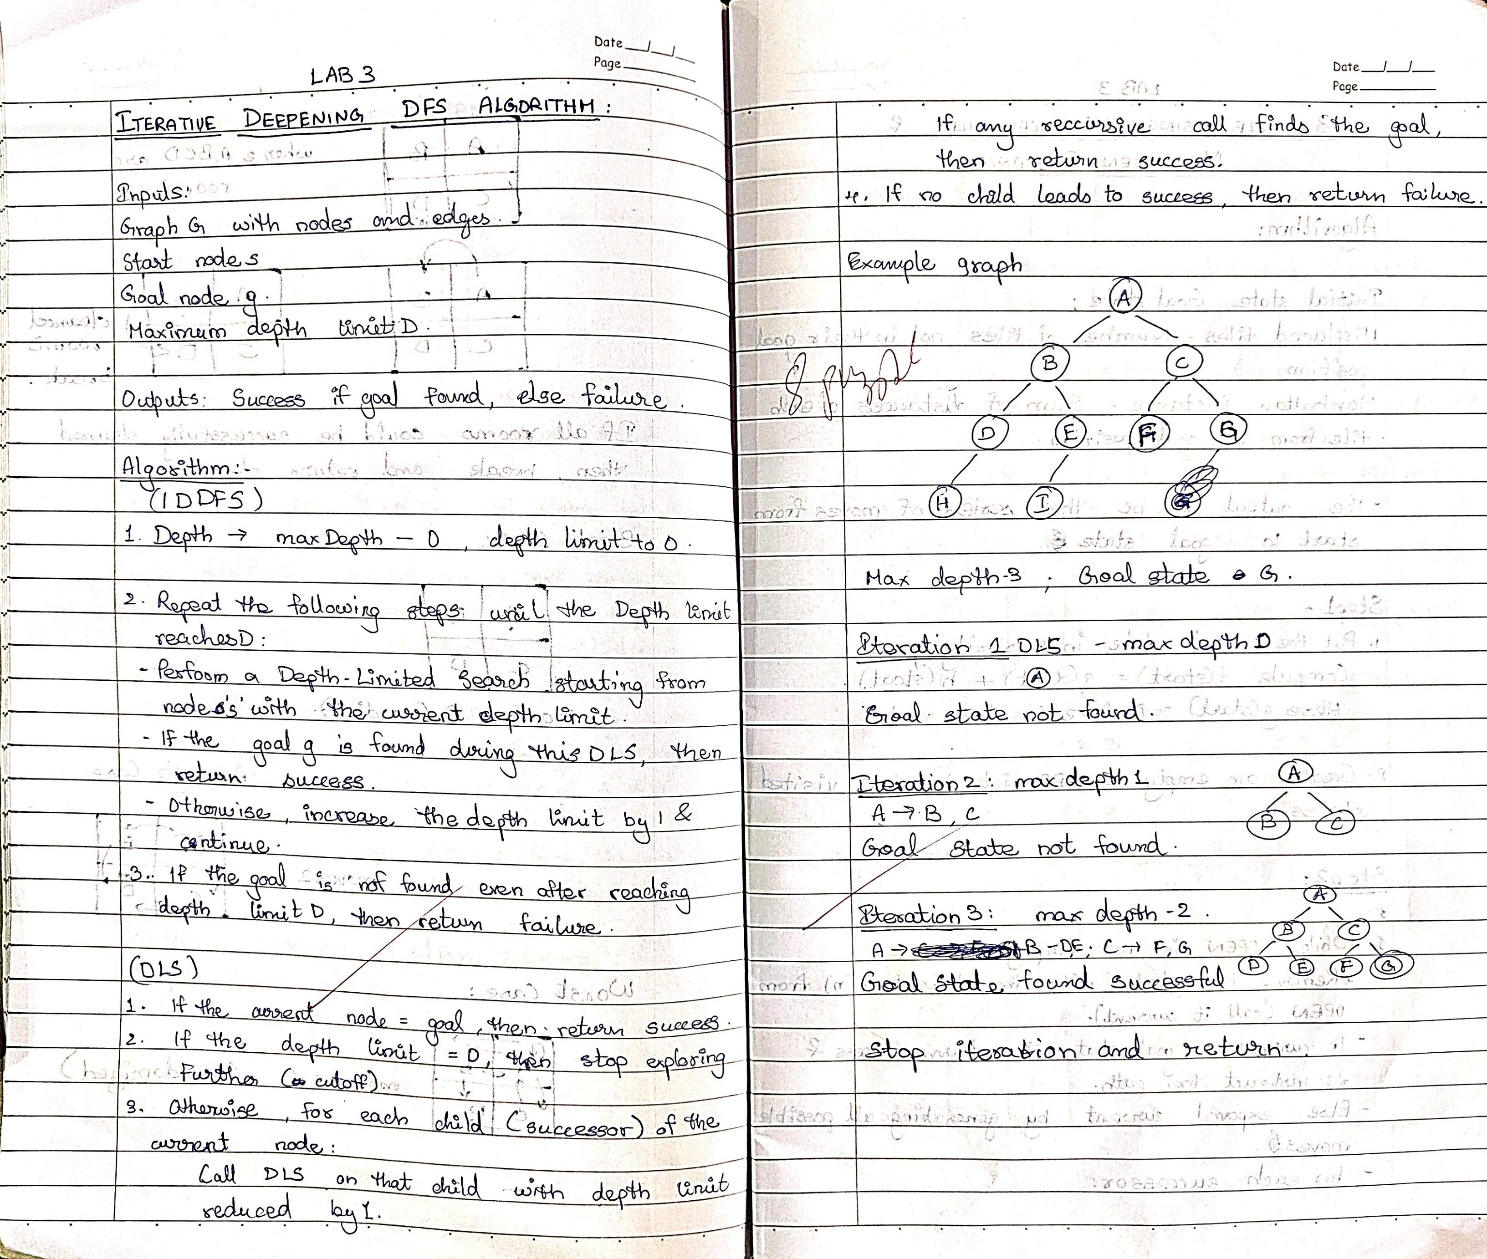 Date__/__/__
Page
LAB 3
ITERATIVE DEEPENING DFS ALGORITHM :
Inputs:
Graph G with nodes and edges.
Start node s
Goal node g.
Maximum depth limit D.
Outputs: Success if goal found, else failure.
Algorithm:-
(IDDFS)
1. Depth → maxDepth - 0, depth limit to 0.
2. Repeat the following steps until the Depth limit
reaches D:
- Perform a Depth-Limited Search starting from
node 's' with the current depth limit.
- If the goal g is found during this DLS, then
return success.
- Otherwise, increase the depth limit by 1 &
continue.
3. If the goal is not found even after reaching
depth limit D, then return failure.
(DLS)
1. If the current node = goal, then return success.
2. If the depth limit = 0, then stop exploring
Further (cutoff)
3. Otherwise, for each child (successor) of the
current node:
Call DLS on that child with depth limit
reduced by 1.
Date__/__/__
Page
If any reccursive call finds the goal,
then return success.
4. If no child leads to success, then return failure.
Example graph
A
B C
D E F G
H I
8 puzzle
Max depth-3 ; Goal state G.
Iteration 1 DLS - max depth 0
A
Goal state not found.
Iteration 2: max depth 1
A → B, C
A
B C
Goal State not found.
Iteration 3: max depth -2.
A → B - DE; C → F, G
A
B C
D E F G
Goal State found successful
Stop iteration and return.